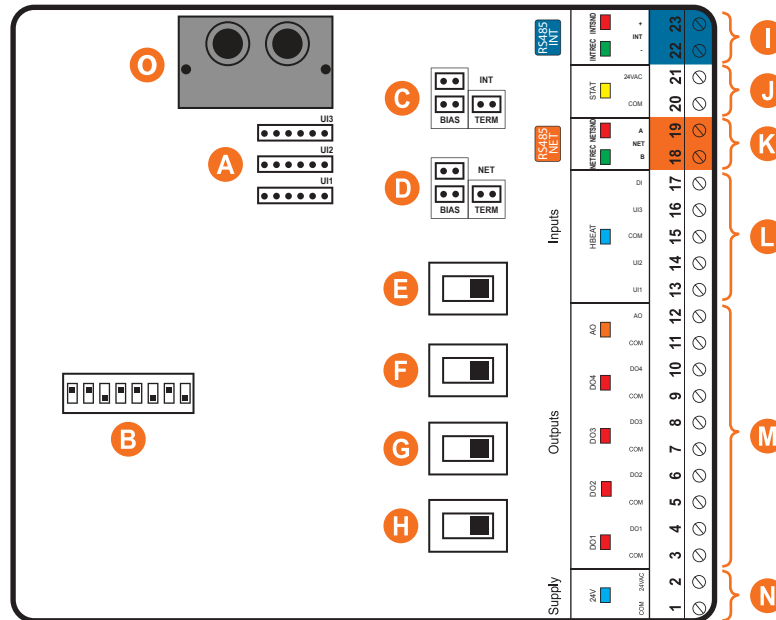 O
UI3
UI2
UI1
A
B
C
INT
BIAS
TERM
D
NET
BIAS
TERM
E
F
G
H
RS485
INT
RS485
NET
Inputs
Outputs
Supply
INTREC INTSND
+
INT
-
23
22
I
STAT
24VAC
COM
21
20
J
NETREC NETSND
A
NET
B
19
18
K
HBEAT
DI
UI3
COM
UI2
UI1
17
16
15
14
13
L
AO
AO
COM
12
11
DO4
DO4
COM
10
9
DO3
DO3
COM
8
7
DO2
DO2
COM
6
5
DO1
DO1
COM
4
3
M
24V
24VAC
COM
2
1
N